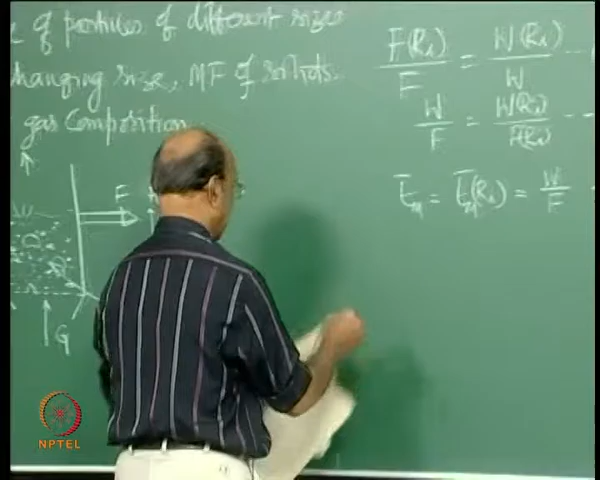 of particles of different sizes
changing size, MF of solids.
gas composition
F
G
F(Ri)/F = W(Ri)/W
W/F = W(Ri)/F(Ri)
t̄m = t̄m(Ri) = W/F
NPTEL